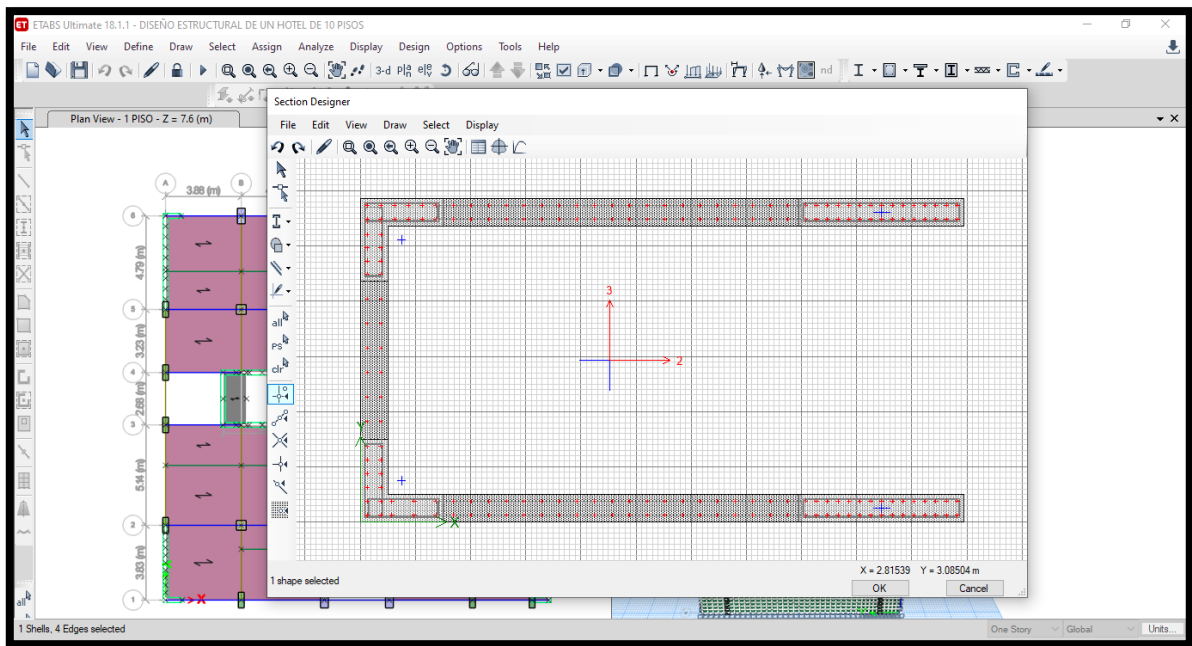 ET ETABS Ultimate 18.1.1 - DISEÑO ESTRUCTURAL DE UN HOTEL DE 10 PISOS
File Edit View Define Draw Select Assign Analyze Display Design Options Tools Help
3-d nd
Plan View - 1 PISO - Z = 7.6 (m)
Section Designer
File Edit View Draw Select Display
A 3.88 (m) B
6
4.79 (m)
5
3.23 (m)
4
2.68 (m)
3
5.14 (m)
2
3.83 (m)
1
X
all
all
PS
clr
3
2
Y
X
X = 2.81539 Y = 3.08504 m
1 shape selected
OK Cancel
1 Shells, 4 Edges selected
One Story Global Units...